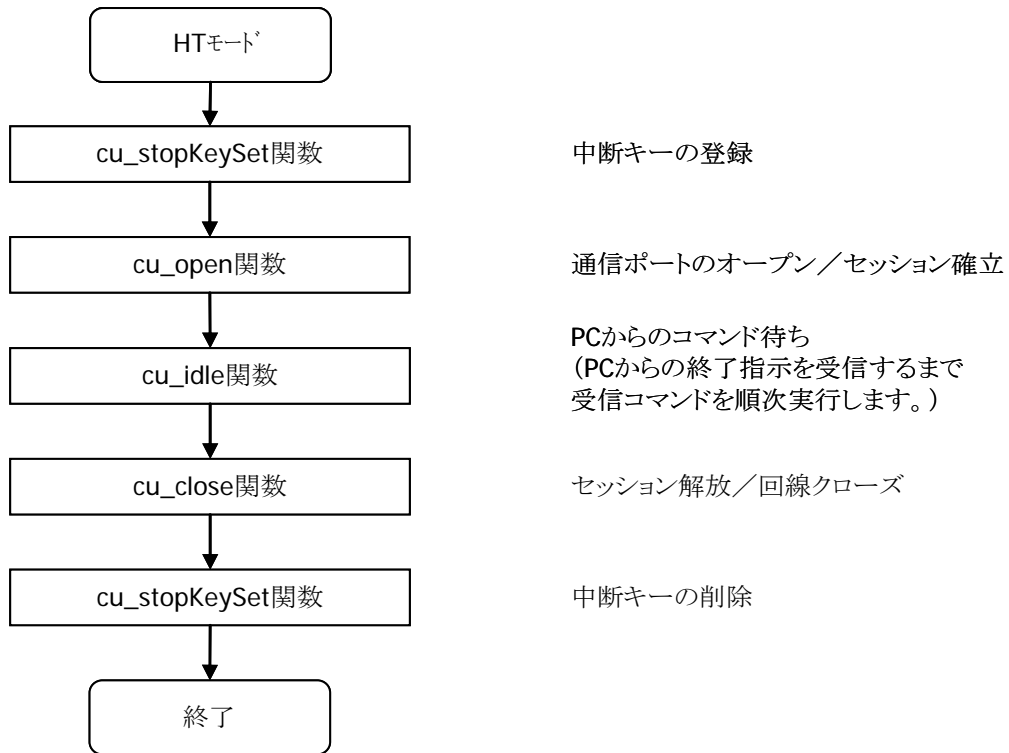 HTモード
cu_stopKeySet関数
中断キーの登録
cu_open関数
通信ポートのオープン／セッション確立
cu_idle関数
PCからのコマンド待ち
（PCからの終了指示を受信するまで
受信コマンドを順次実行します。）
cu_close関数
セッション解放／回線クローズ
cu_stopKeySet関数
中断キーの削除
終了